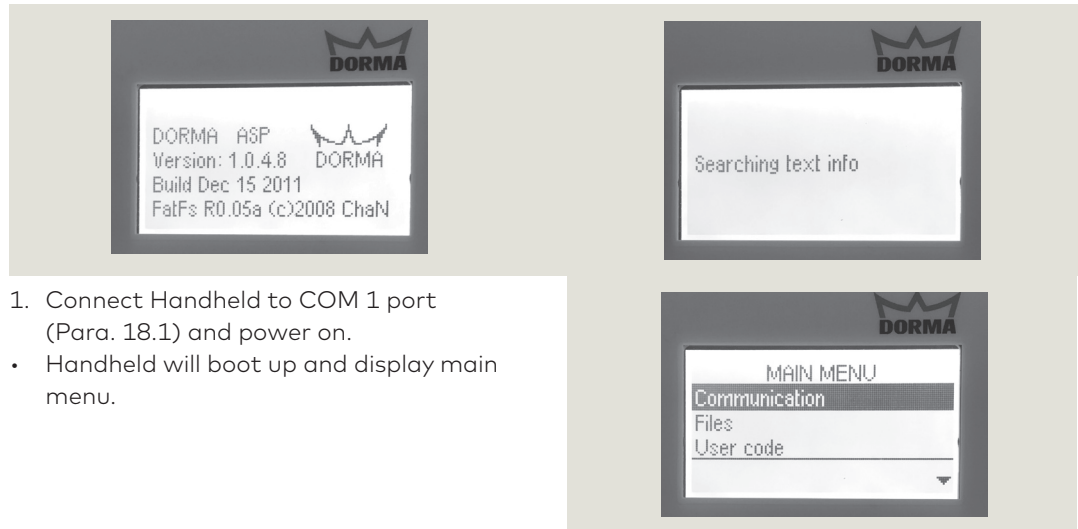 DORMA
DORMA ASP
Version: 1.0.4.8 DORMA
Build Dec 15 2011
FatFs R0.05a (c)2008 ChaN
DORMA
Searching text info
1. Connect Handheld to COM 1 port
(Para. 18.1) and power on.
• Handheld will boot up and display main
menu.
DORMA
MAIN MENU
Communication
Files
User code